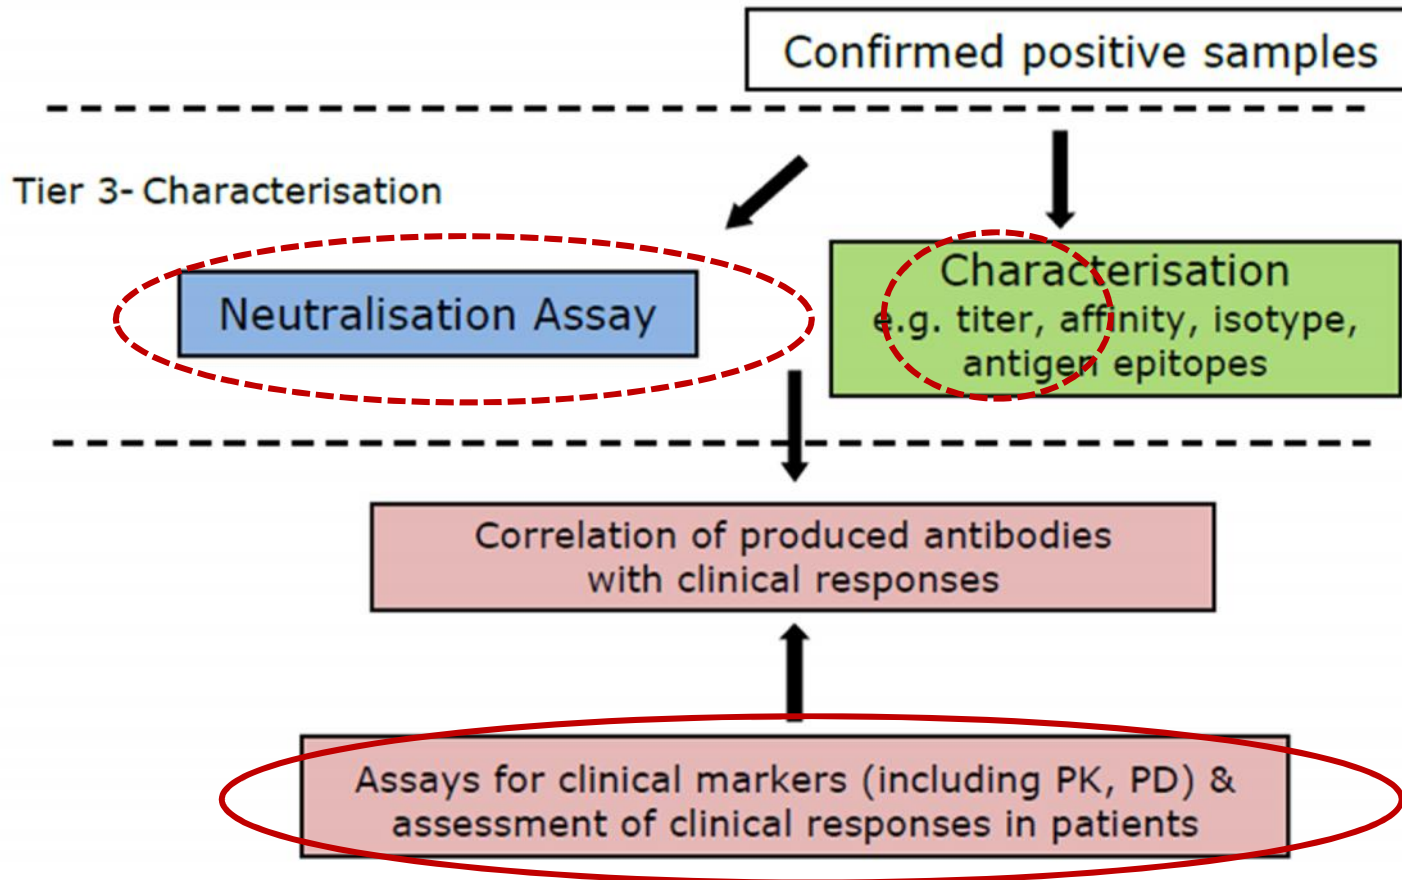 Confirmed positive samples
Tier 3- Characterisation
Neutralisation Assay
Characterisation
e.g. titer, affinity, isotype,
antigen epitopes
Correlation of produced antibodies
with clinical responses
Assays for clinical markers (including PK, PD) &
assessment of clinical responses in patients